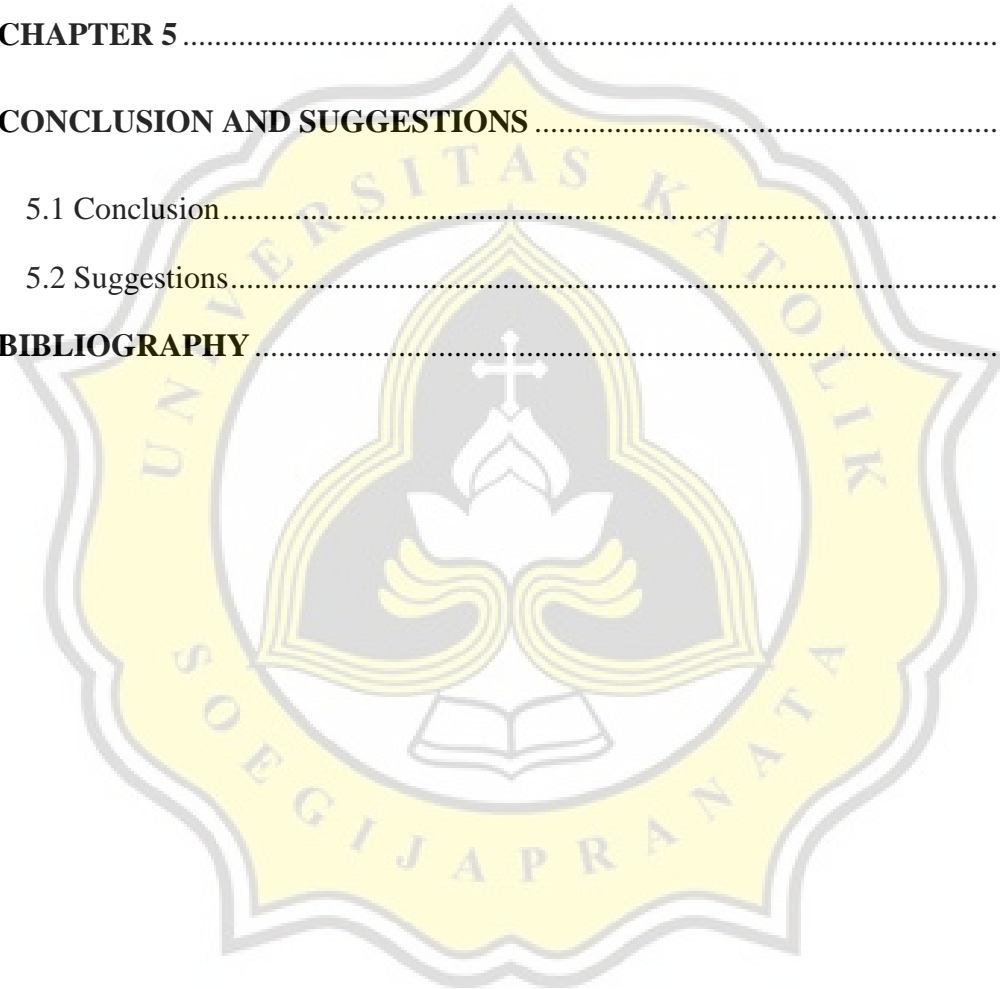 CHAPTER 5 ........................................................................................
CONCLUSION AND SUGGESTIONS .................................................
5.1 Conclusion ..................................................................................
5.2 Suggestions .................................................................................
BIBLIOGRAPHY ...............................................................................
UNIVERSITAS KATOLIK
SOEGIJAPRANATA